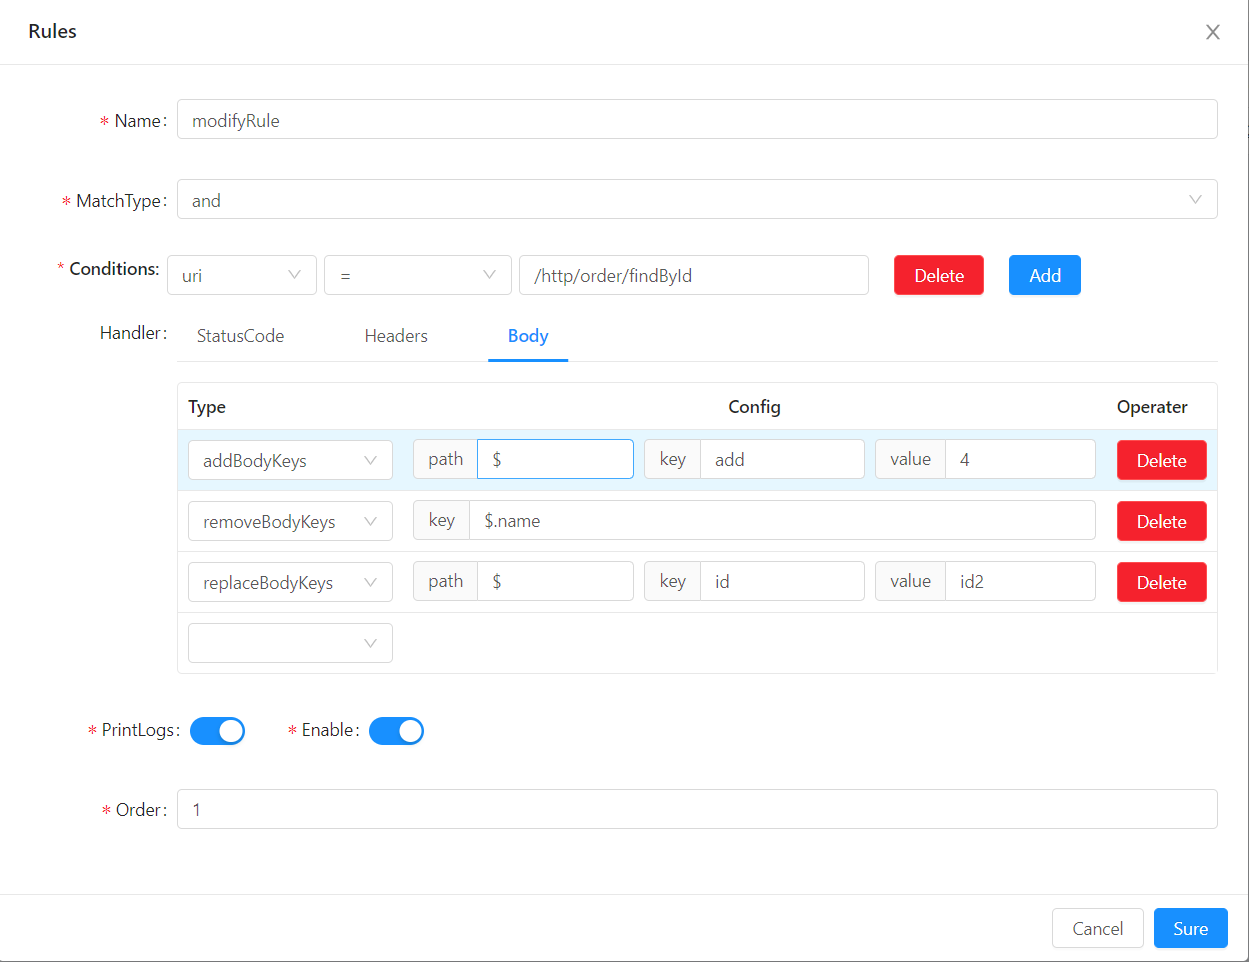 Rules
* Name: modifyRule
* MatchType: and
* Conditions: uri = /http/order/findById Delete Add
Handler: StatusCode Headers Body
Type Config Operater
addBodyKeys path $ key add value 4 Delete
removeBodyKeys key $.name Delete
replaceBodyKeys path $ key id value id2 Delete
* PrintLogs: * Enable:
* Order: 1
Cancel Sure